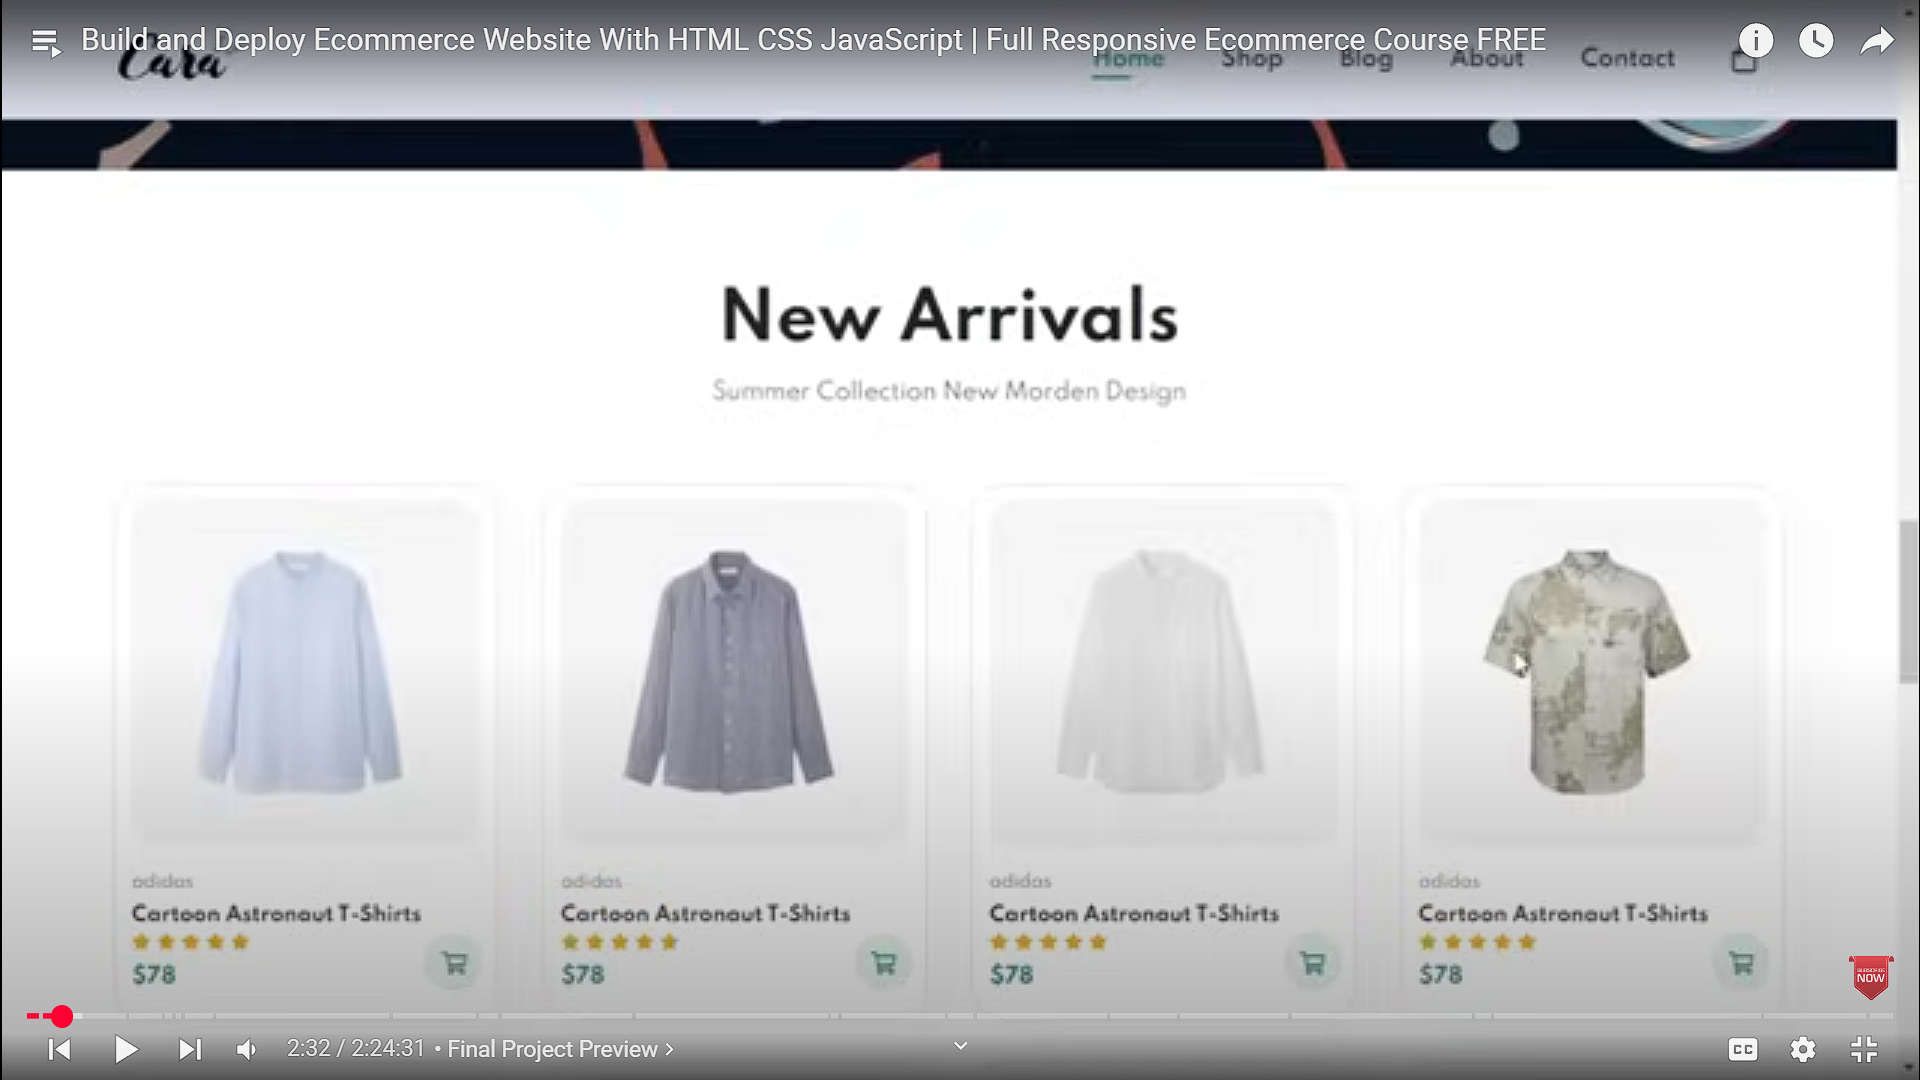 Build and Deploy Ecommerce Website With HTML CSS JavaScript | Full Responsive Ecommerce Course FREE
Cara
Home Shop Blog About Contact
New Arrivals
Summer Collection New Morden Design
adidas adidas adidas adidas
Cartoon Astronaut T-Shirts Cartoon Astronaut T-Shirts Cartoon Astronaut T-Shirts Cartoon Astronaut T-Shirts
$78 $78 $78 $78
SUBSCRIBE
NOW
2:32 / 2:24:31 • Final Project Preview
CC